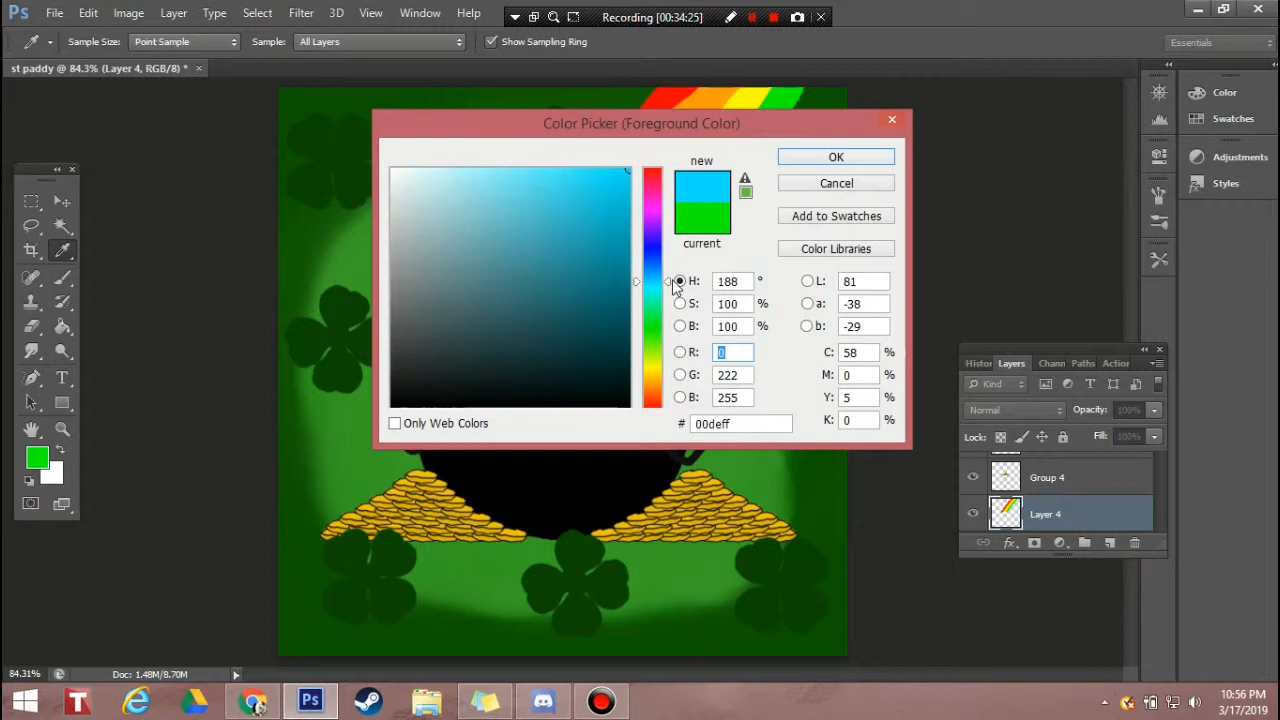 Ps File Edit Image Layer Type Select Filter 3D View Window Help
Recording [00:34:25]
Sample Size: Point Sample Sample: All Layers Show Sampling Ring Essentials
st paddy @ 84.3% (Layer 4, RGB/8) * ×
Color Picker (Foreground Color)
new
current
OK
Cancel
Add to Swatches
Color Libraries
H: 188 ° L: 81
S: 100 % a: -38
B: 100 % b: -29
R: 0 C: 58 %
G: 222 M: 0 %
B: 255 Y: 5 %
# 00deff K: 0 %
Only Web Colors
Color
Swatches
Adjustments
Styles
Histor Layers Chann Paths Action
Kind
Normal Opacity: 100%
Lock: Fill: 100%
Group 4
Layer 4
fx
84.31% Doc: 1.48M/8.70M
T Ps
10:56 PM
3/17/2019